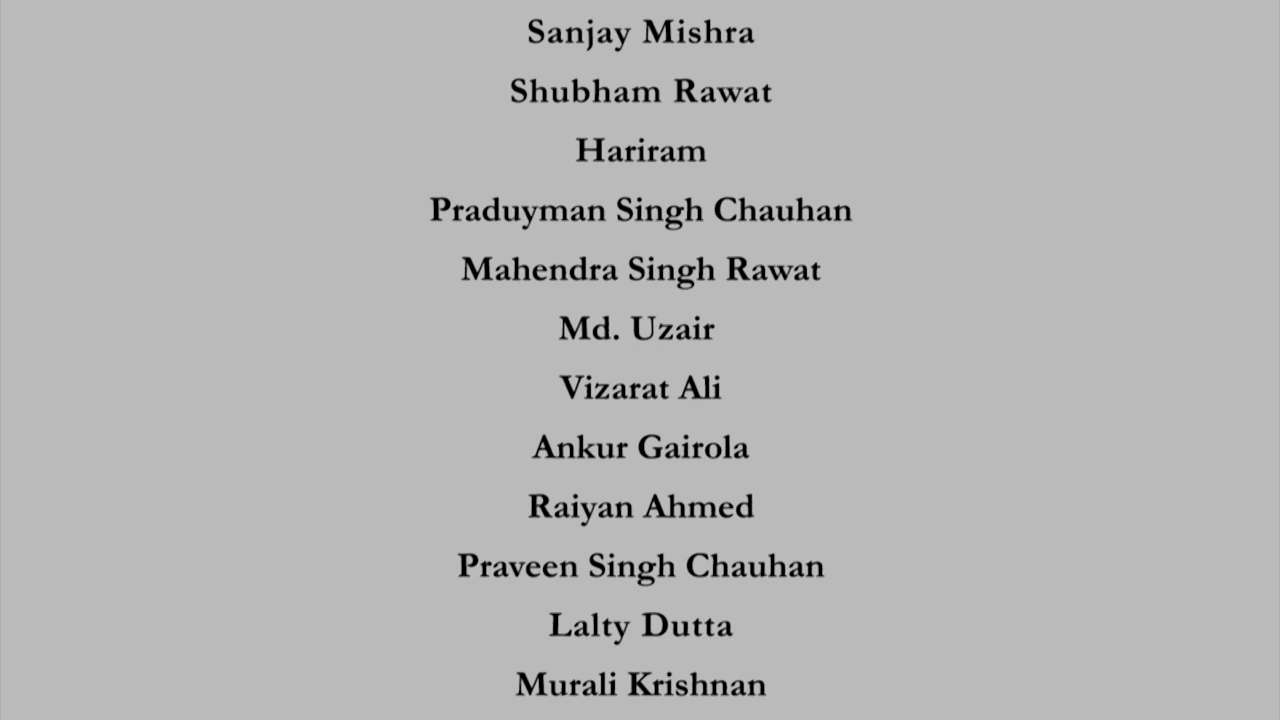 Sanjay Mishra
Shubham Rawat
Hariram
Praduyman Singh Chauhan
Mahendra Singh Rawat
Md. Uzair
Vizarat Ali
Ankur Gairola
Raiyan Ahmed
Praveen Singh Chauhan
Lalty Dutta
Murali Krishnan